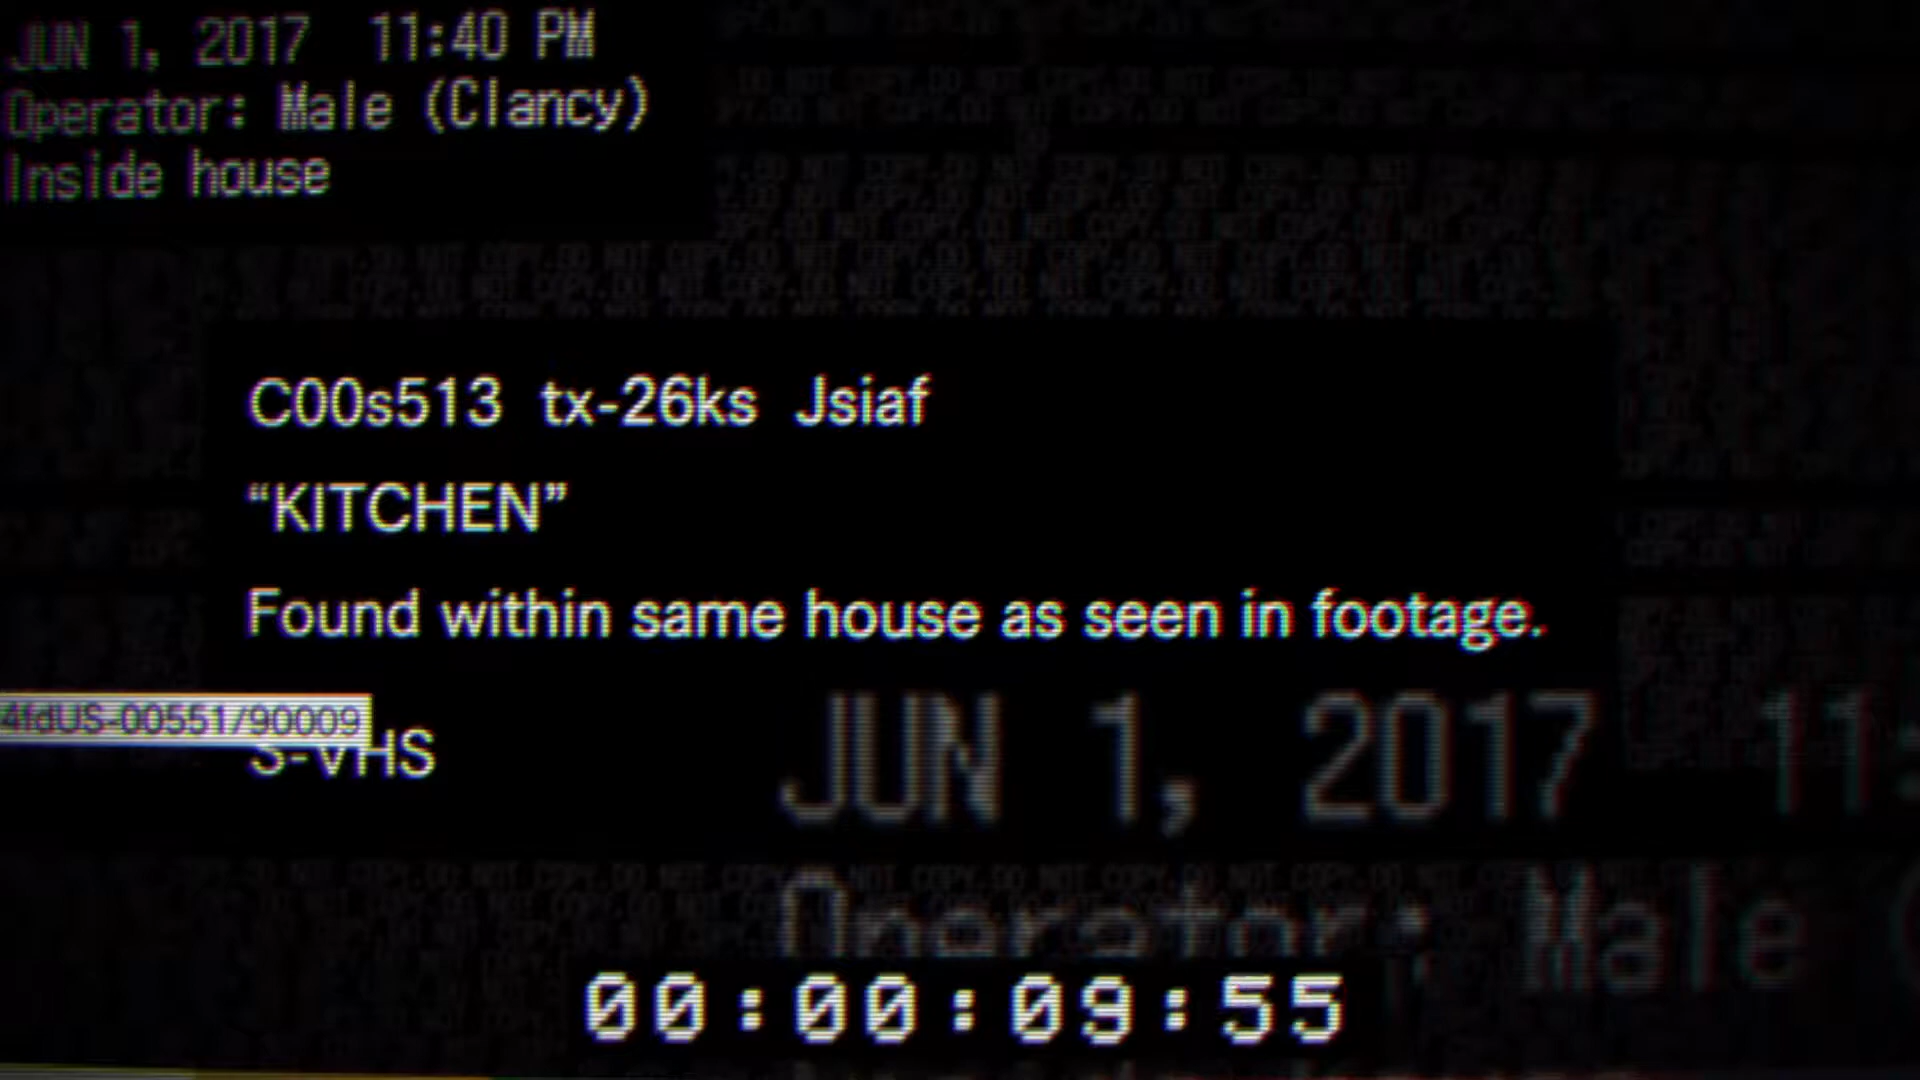 JUN 1, 2017 11:40 PM
Operator: Male (Clancy)
Inside house
C00s513 tx-26ks Jsiaf
“KITCHEN”
Found within same house as seen in footage.
4fdUS-00551/90009
S-VHS
JUN 1, 2017 11:
Operator: Male (
00:00:09:55